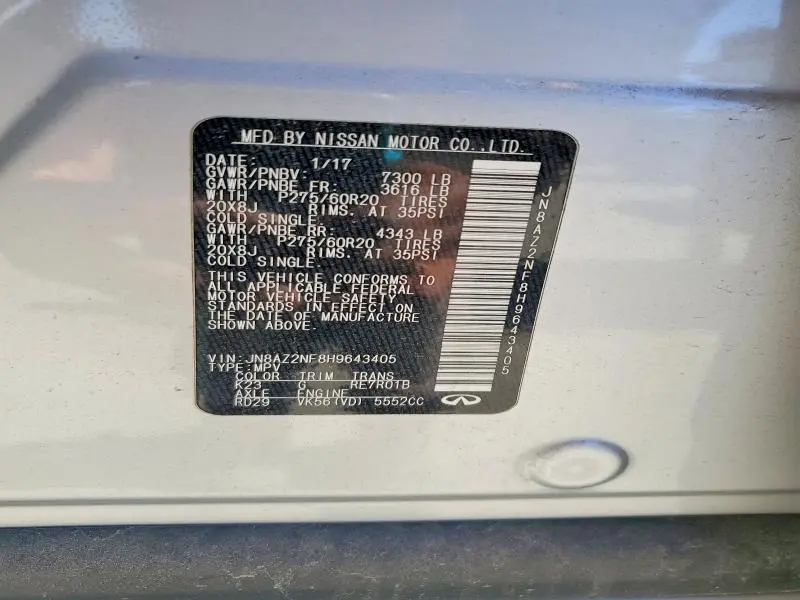 MFD BY NISSAN MOTOR CO.,LTD.
DATE: 1/17
GVWR/PNBV 7300 LB
GAWR/PNBE FR: 3616 LB
WITH P275/60R20 TIRES
20X8J RIMS. AT 35PSI
COLD SINGLE.
GAWR/PNBE RR: 4343 LB
WITH P275/60R20 TIRES
20X8J RIMS. AT 35PSI
COLD SINGLE.
THIS VEHICLE CONFORMS TO
ALL APPLICABLE FEDERAL
MOTOR VEHICLE SAFETY
STANDARDS IN EFFECT ON
THE DATE OF MANUFACTURE
SHOWN ABOVE.
VIN: JN8AZ2NF8H9643405
TYPE: MPV
COLOR TRIM TRANS
K23 G RE7R01B
AXLE ENGINE
RD29 VK56(VD) 5552CC
JN8AZ2NF8H9643405